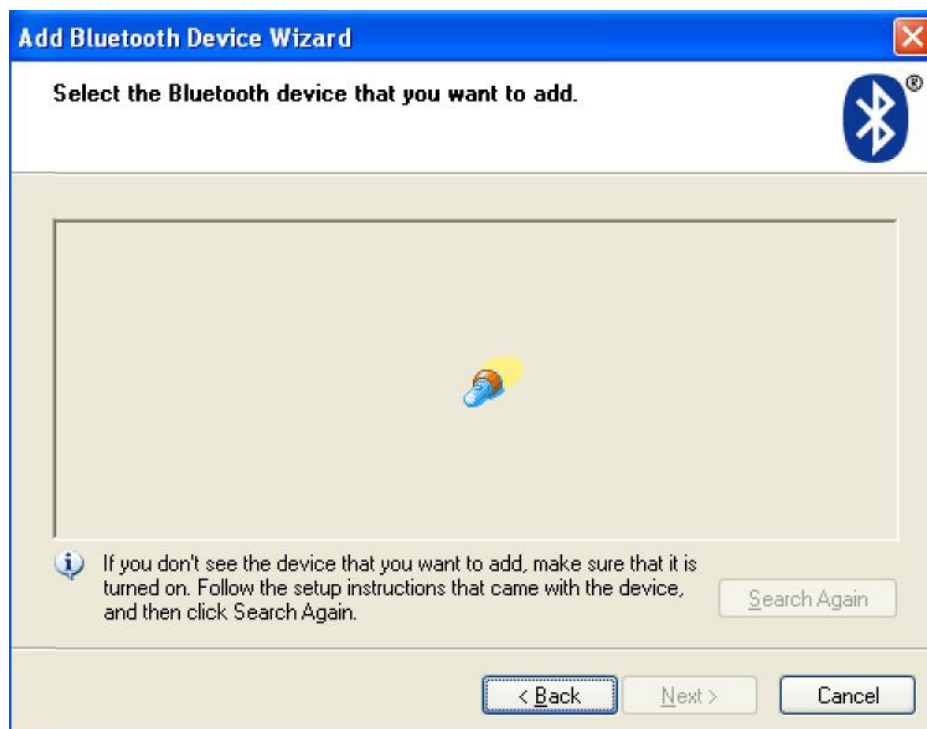 Add Bluetooth Device Wizard
Select the Bluetooth device that you want to add.
®
If you don't see the device that you want to add, make sure that it is
turned on. Follow the setup instructions that came with the device,
and then click Search Again.
Search Again
< Back
Next >
Cancel